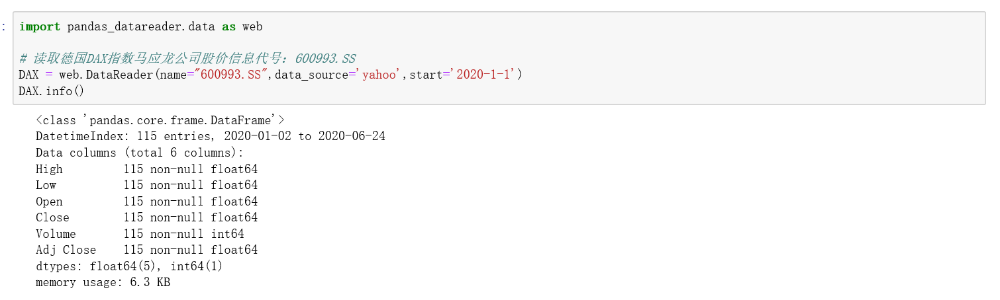 :
import pandas_datareader.data as web
# 读取德国DAX指数马应龙公司股价信息代号：600993.SS
DAX = web.DataReader(name="600993.SS",data_source='yahoo',start='2020-1-1')
DAX.info()
<class 'pandas.core.frame.DataFrame'>
DatetimeIndex: 115 entries, 2020-01-02 to 2020-06-24
Data columns (total 6 columns):
High         115 non-null float64
Low          115 non-null float64
Open         115 non-null float64
Close        115 non-null float64
Volume       115 non-null int64
Adj Close    115 non-null float64
dtypes: float64(5), int64(1)
memory usage: 6.3 KB